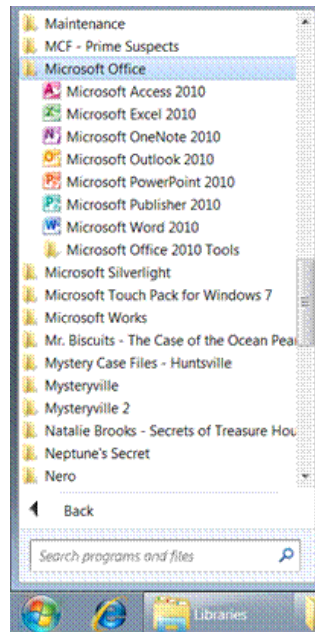 Maintenance
MCF - Prime Suspects
Microsoft Office
Microsoft Access 2010
Microsoft Excel 2010
Microsoft OneNote 2010
Microsoft Outlook 2010
Microsoft PowerPoint 2010
Microsoft Publisher 2010
Microsoft Word 2010
Microsoft Office 2010 Tools
Microsoft Silverlight
Microsoft Touch Pack for Windows 7
Microsoft Works
Mr. Biscuits - The Case of the Ocean Pear
Mystery Case Files - Huntsville
Mysteryville
Mysteryville 2
Natalie Brooks - Secrets of Treasure Hou
Neptune's Secret
Nero
Back
Search programs and files
Libraries